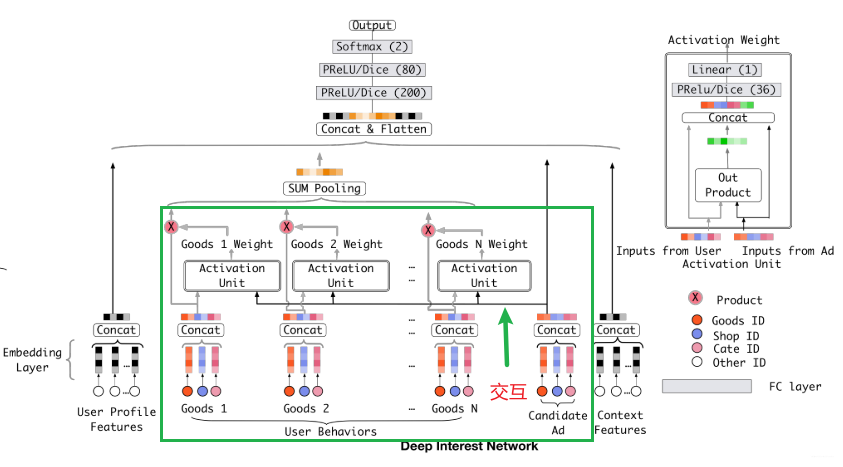 Output
Softmax (2)
PReLU/Dice (80)
PReLU/Dice (200)
Concat & Flatten
SUM Pooling
Goods 1 Weight
Goods 2 Weight
Goods N Weight
Activation
Unit
Activation
Unit
...
...
Activation
Unit
Concat
Concat
Concat
...
...
Concat
Concat
Concat
Embedding
Layer
...
...
...
User Profile
Features
Goods 1
Goods 2
...
Goods N
User Behaviors
交互
Candidate
Ad
Context
Features
Deep Interest Network
Activation Weight
Linear (1)
PRelu/Dice (36)
Concat
Out
Product
Inputs from User
Inputs from Ad
Activation Unit
X
X
X
X Product
Goods ID
Shop ID
Cate ID
Other ID
FC layer